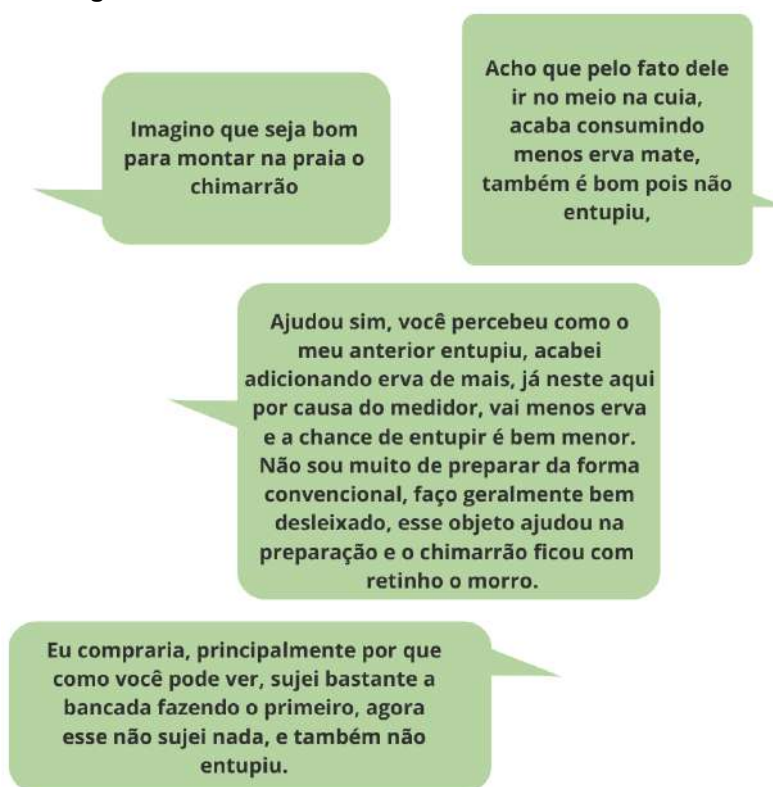 Imagino que seja bom
para montar na praia o
chimarrão
Acho que pelo fato dele
ir no meio na cuia,
acaba consumindo
menos erva mate,
também é bom pois não
entupiu,
Ajudou sim, você percebeu como o
meu anterior entupiu, acabei
adicionando erva de mais, já neste aqui
por causa do medidor, vai menos erva
e a chance de entupir é bem menor.
Não sou muito de preparar da forma
convencional, faço geralmente bem
desleixado, esse objeto ajudou na
preparação e o chimarrão ficou com
retinho o morro.
Eu compraria, principalmente por que
como você pode ver, sujei bastante a
bancada fazendo o primeiro, agora
esse não sujei nada, e também não
entupiu.